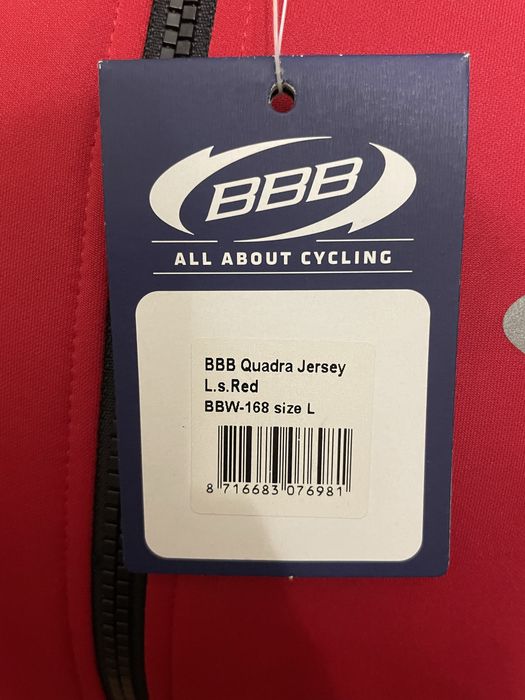 BBB
ALL ABOUT CYCLING
BBB Quadra Jersey
L.s.Red
BBW-168 size L
8 716683 076981